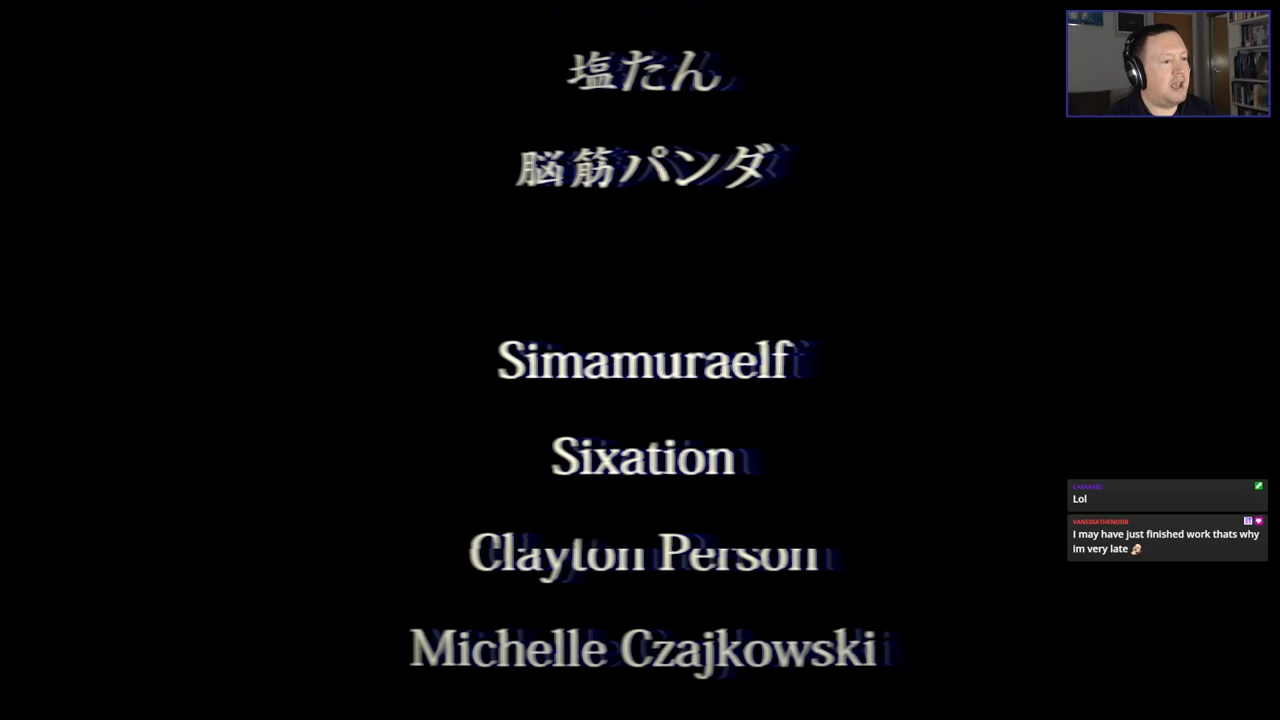 塩たん
脳筋パンダ
Simamuraelf
Sixation
Clayton Person
Michelle Czajkowski
Lol
VANESSATHENOOR
I may have just finished work thats why
im very late